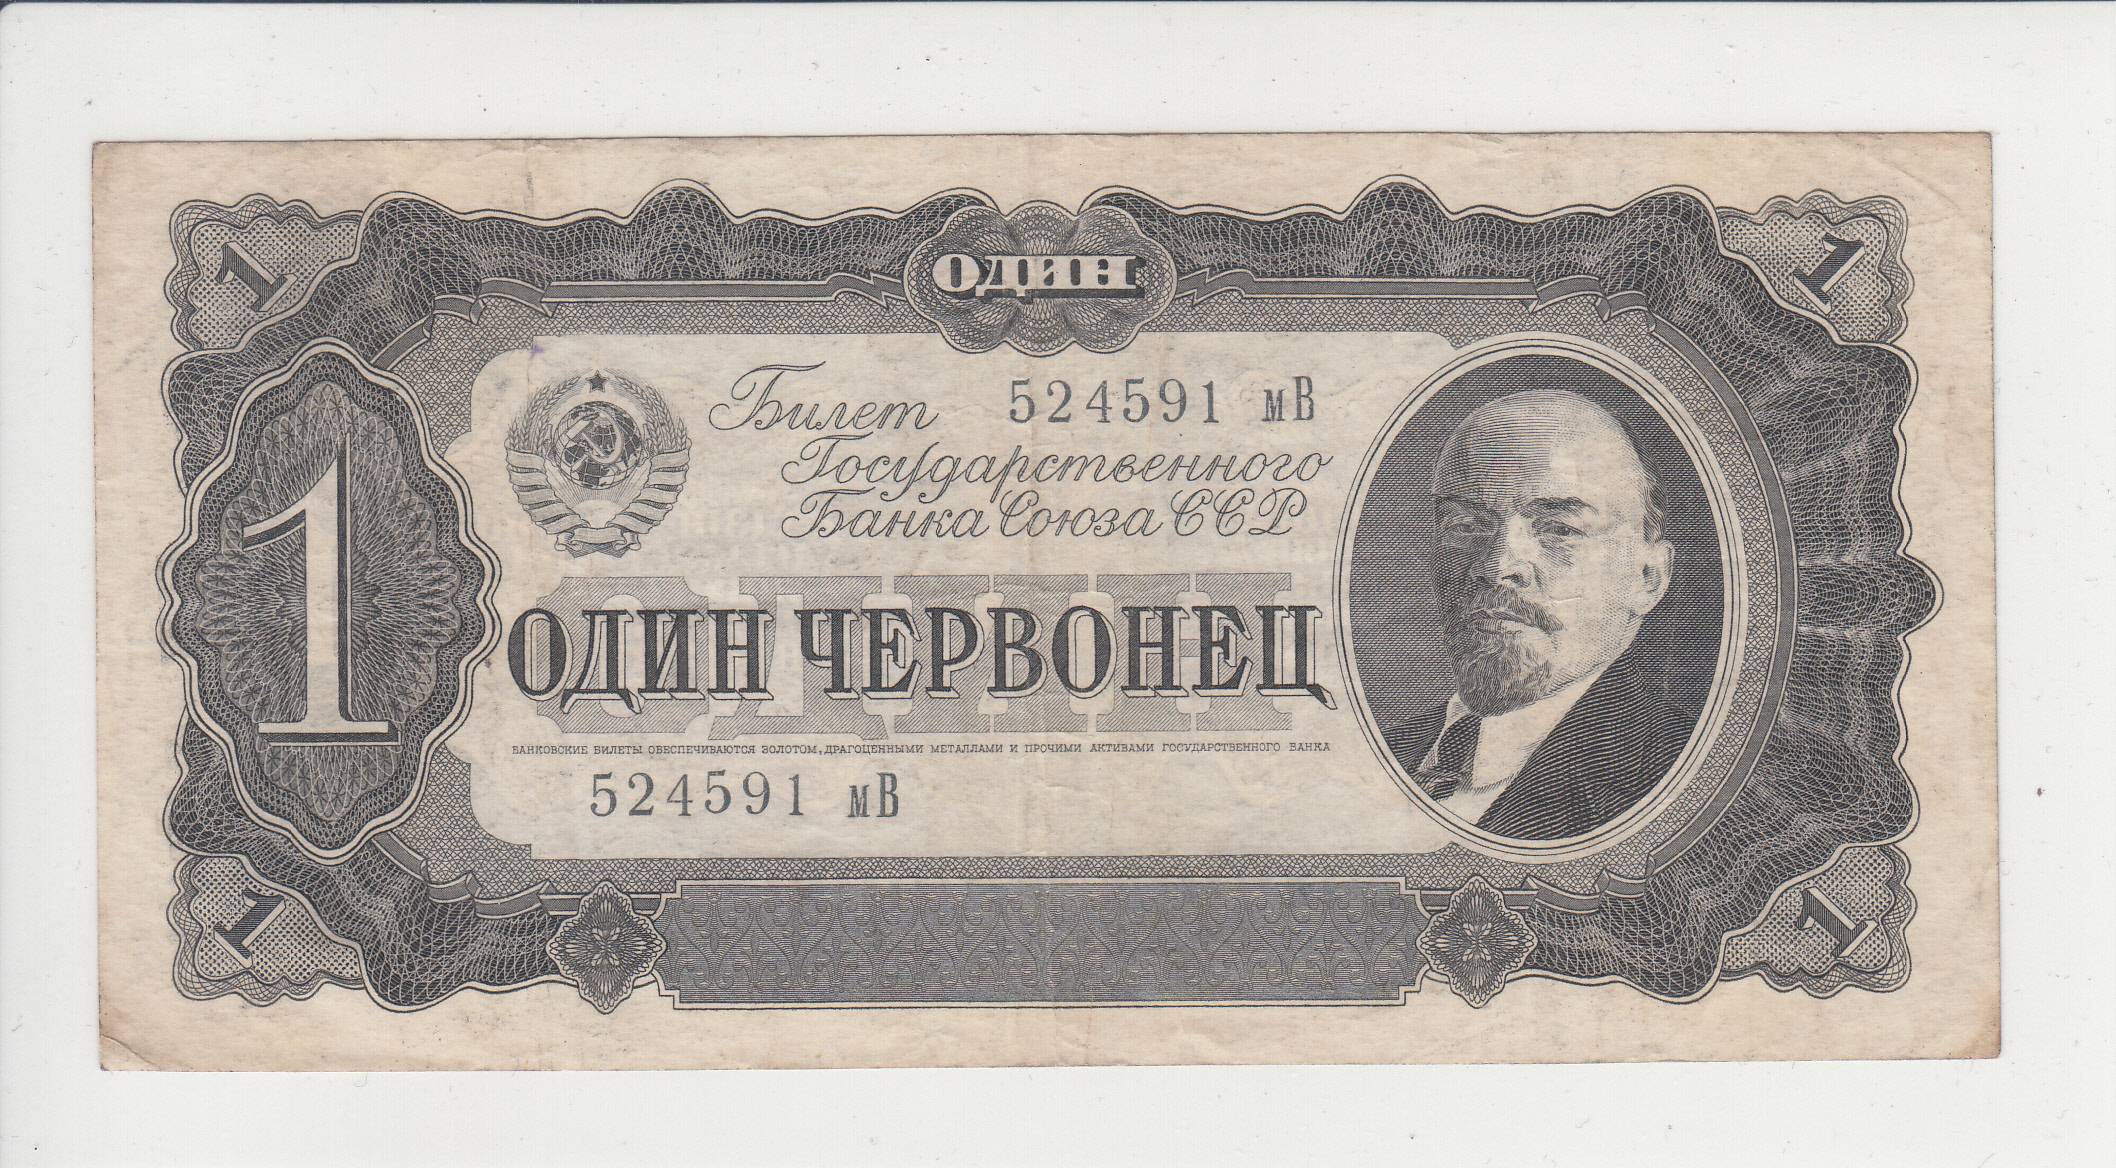 1
ОДИН
1
Билет 524591 мВ
Государственного
Банка Союза ССР
1
ОДИН
ОДИН ЧЕРВОНЕЦ
БАНКОВСКИЕ БИЛЕТЫ ОБЕСПЕЧИВАЮТСЯ ЗОЛОТОМ, ДРАГОЦЕННЫМИ МЕТАЛЛАМИ И ПРОЧИМИ АКТИВАМИ ГОСУДАРСТВЕННОГО БАНКА
524591 мВ
1
1